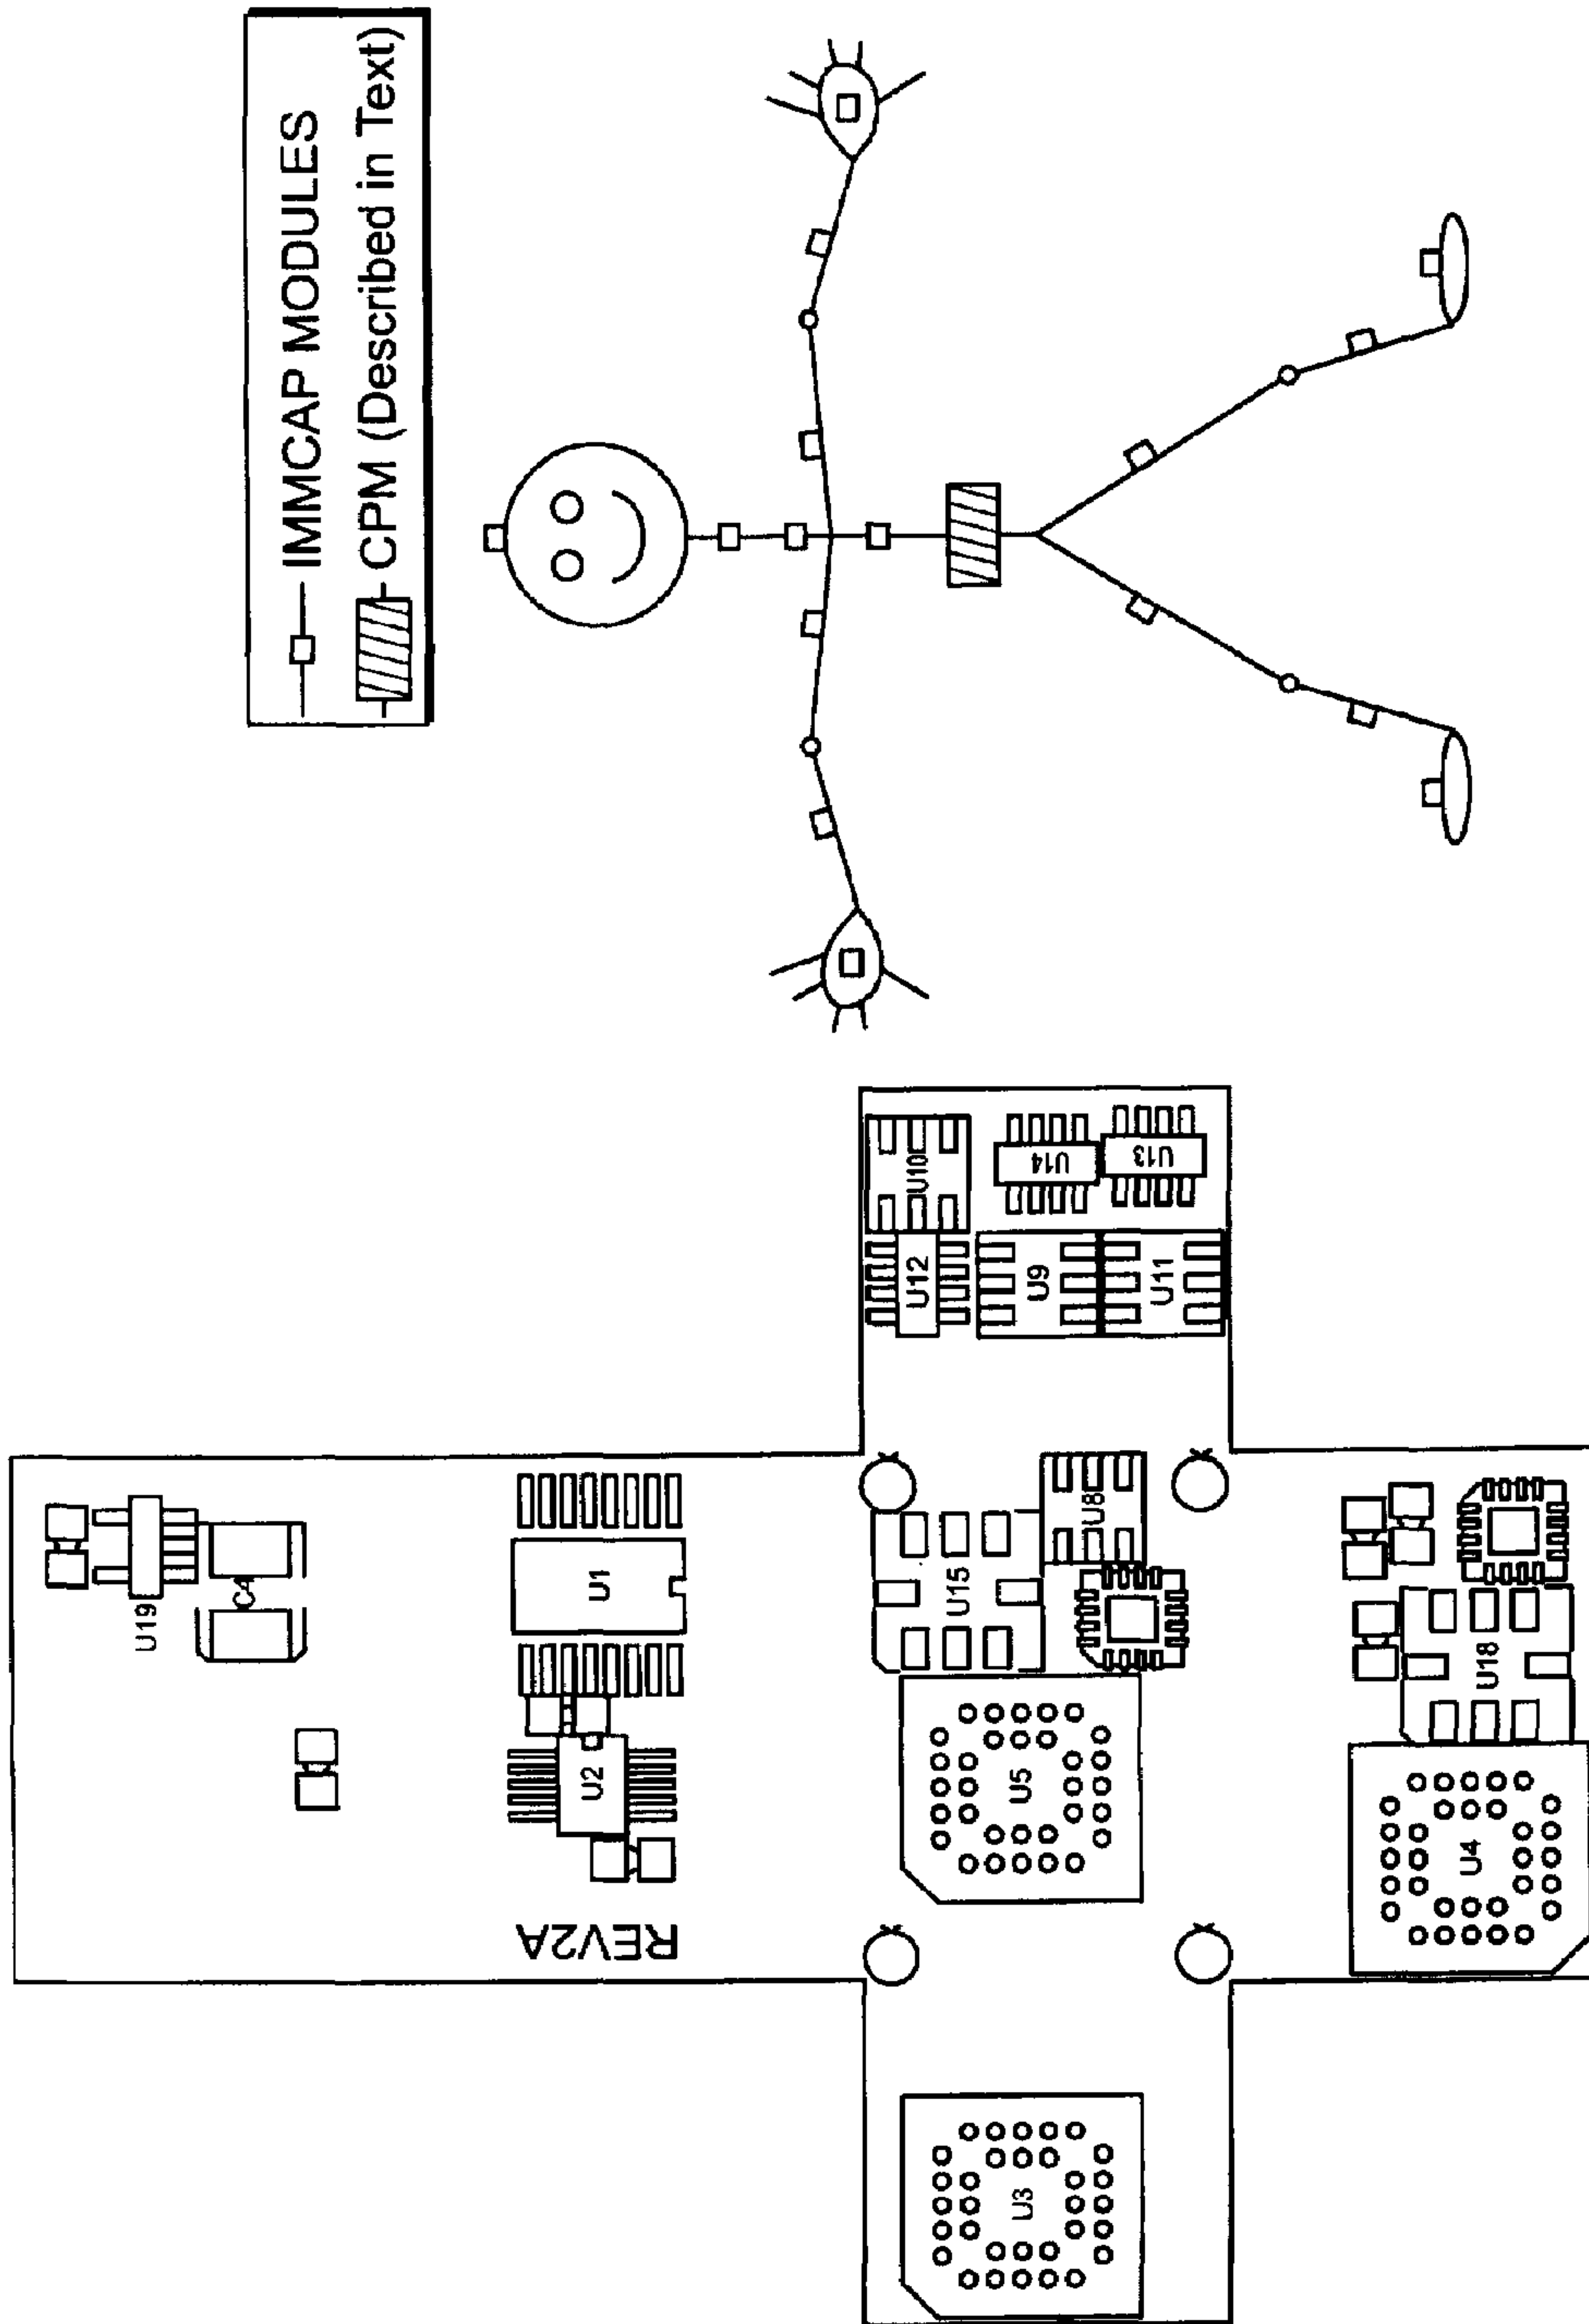 IMMCAP MODULES
CPM (Described in Text)
U19
C4
U1
U2
REV2A
U10
U14
U13
U12
U9
U11
U15
U8
U5
U18
U4
U3